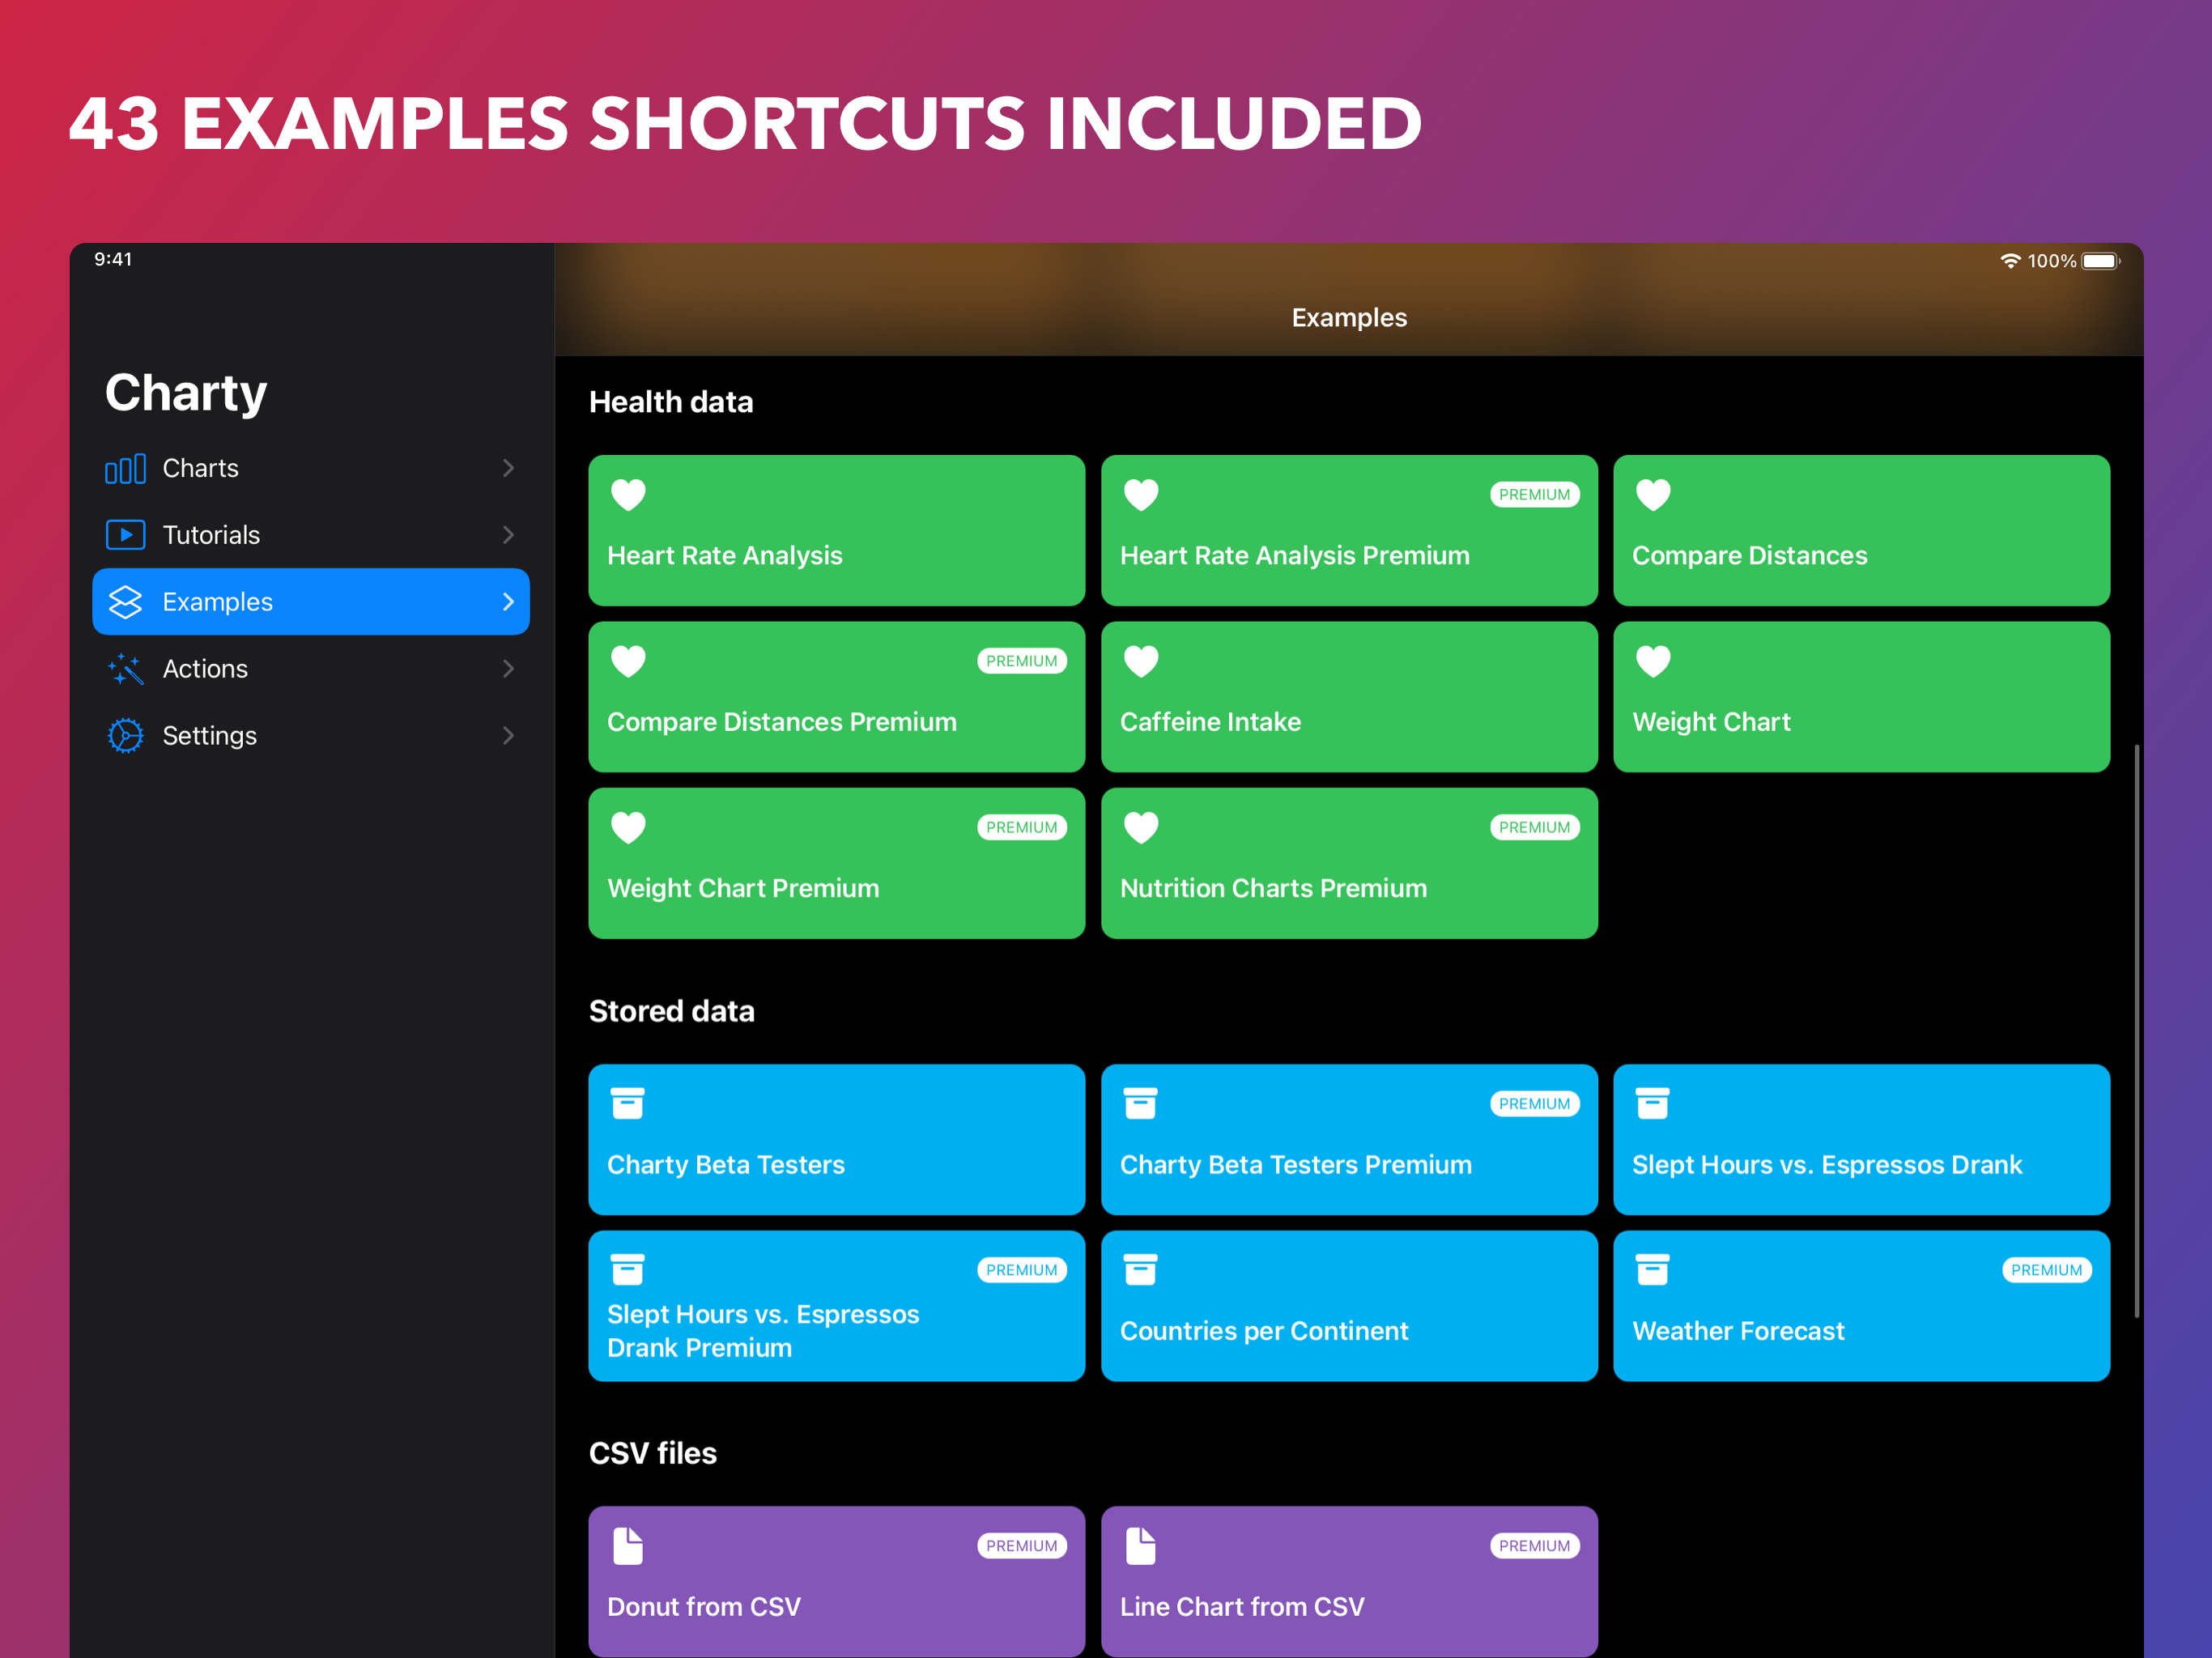 43 EXAMPLES SHORTCUTS INCLUDED
9:41
100%
Charty
Charts
Tutorials
Examples
Actions
Settings
Examples
Health data
Heart Rate Analysis
PREMIUM
Heart Rate Analysis Premium
Compare Distances
PREMIUM
Compare Distances Premium
Caffeine Intake
Weight Chart
PREMIUM
Weight Chart Premium
PREMIUM
Nutrition Charts Premium
Stored data
Charty Beta Testers
PREMIUM
Charty Beta Testers Premium
Slept Hours vs. Espressos Drank
PREMIUM
Slept Hours vs. Espressos
Drank Premium
Countries per Continent
PREMIUM
Weather Forecast
CSV files
PREMIUM
Donut from CSV
PREMIUM
Line Chart from CSV